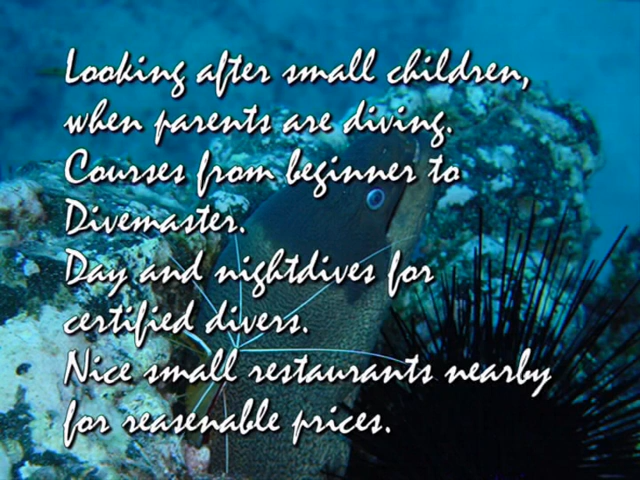 Looking after small children,
when parents are diving.
Courses from beginner to
Divemaster.
Day and nightdives for
certified divers.
Nice small restaurants nearby
for reasenable prices.